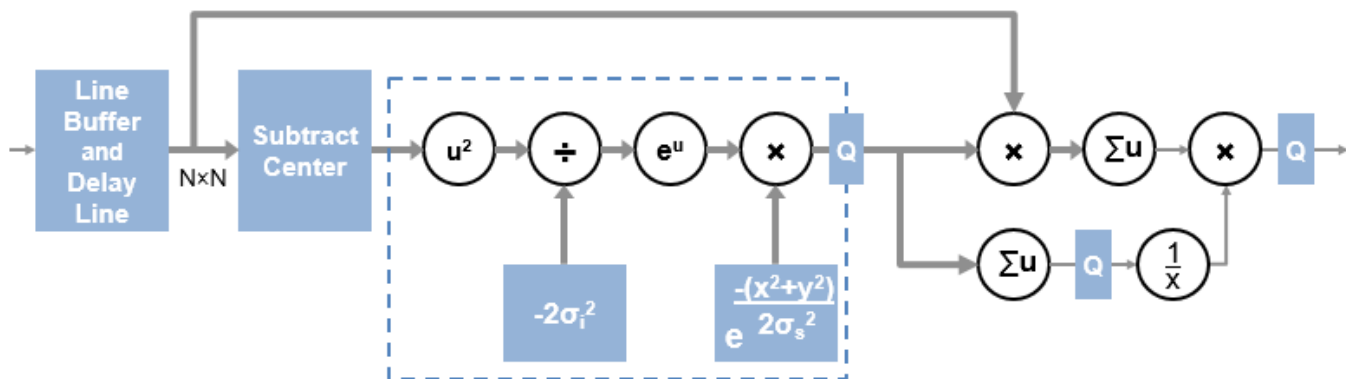 Line
Buffer
and
Delay
Line
N×N
Subtract
Center
u²
÷
eᵘ
×
Q
×
∑u
×
Q
-2σᵢ²
e^(-(x²+y²)/2σₛ²)
∑u
Q
1/x